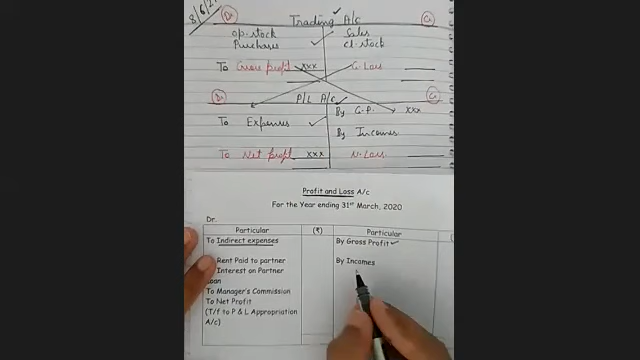 8/6/2
Dr Trading A/c Cr
op-stock Sales
Purchases cl-stock
To Gross profit xxx G-Loss
Dr P/L A/c Cr
By G.P. xxx
To Expenses
By Incomes
To Net profit xxx N-Loss
Profit and Loss A/c
For the Year ending 31st March, 2020
Dr.
Particular (₹) Particular
To Indirect expenses By Gross Profit
Rent Paid to partner By Incomes
Interest on Partner
Loan
To Manager's Commission
To Net Profit
(T/f to P & L Appropriation
A/c)